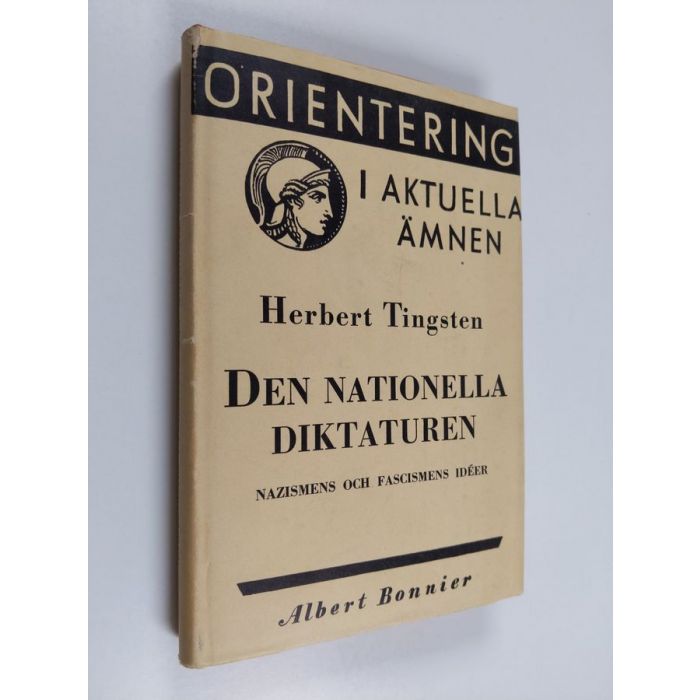 ORIENTERING
I AKTUELLA
ÄMNEN
Herbert Tingsten
DEN NATIONELLA
DIKTATUREN
NAZISMENS OCH FASCISMENS IDÉER
Albert Bonnier